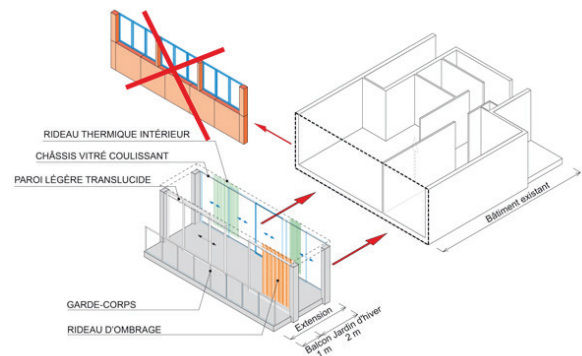 RIDEAU THERMIQUE INTÉRIEUR
CHÂSSIS VITRÉ COULISSANT
PAROI LÉGÈRE TRANSLUCIDE
Bâtiment existant
GARDE-CORPS
RIDEAU D'OMBRAGE
Extension
Balcon Jardin d'hiver
1 m 2 m